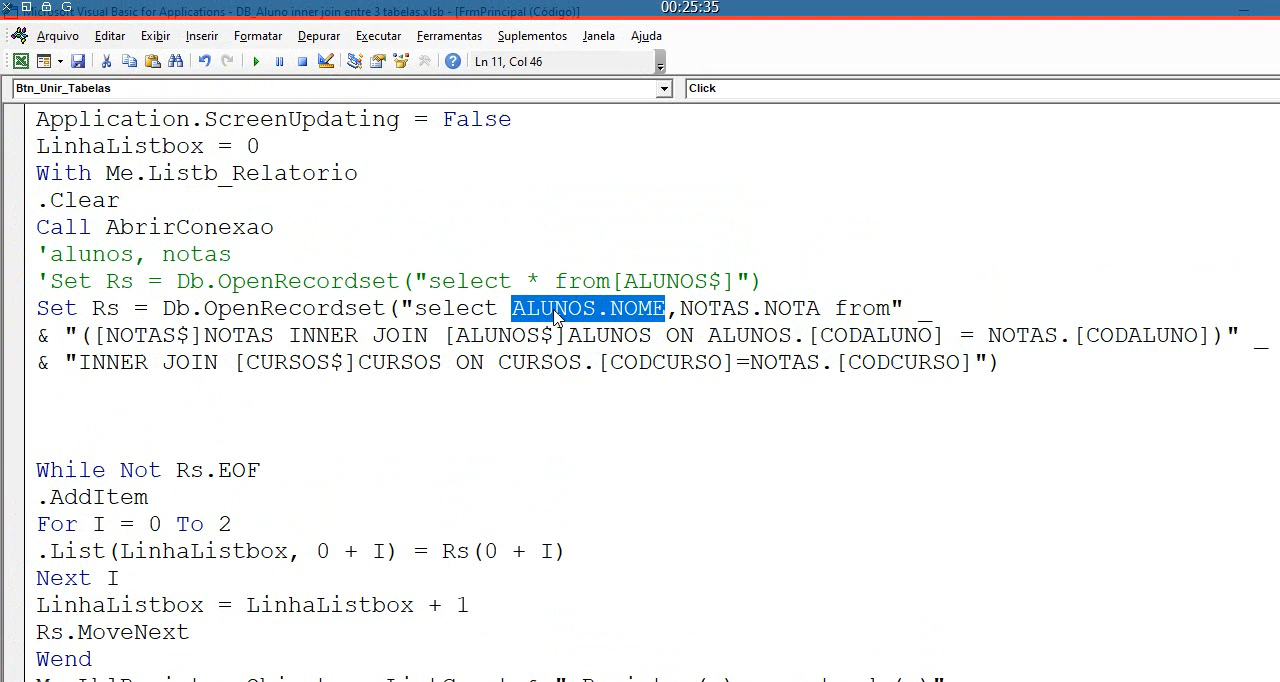 00:25:35
Microsoft Visual Basic for Applications - DB_Aluno inner join entre 3 tabelas.xlsb - [FrmPrincipal (Código)]
Arquivo Editar Exibir Inserir Formatar Depurar Executar Ferramentas Suplementos Janela Ajuda
Ln 11, Col 46
Btn_Unir_Tabelas Click
Application.ScreenUpdating = False
LinhaListbox = 0
With Me.Listb_Relatorio
.Clear
Call AbrirConexao
'alunos, notas
'Set Rs = Db.OpenRecordset("select * from[ALUNOS$]")
Set Rs = Db.OpenRecordset("select ALUNOS.NOME,NOTAS.NOTA from" _
& "([NOTAS$]NOTAS INNER JOIN [ALUNOS$]ALUNOS ON ALUNOS.[CODALUNO] = NOTAS.[CODALUNO])" _
& "INNER JOIN [CURSOS$]CURSOS ON CURSOS.[CODCURSO]=NOTAS.[CODCURSO]")
While Not Rs.EOF
.AddItem
For I = 0 To 2
.List(LinhaListbox, 0 + I) = Rs(0 + I)
Next I
LinhaListbox = LinhaListbox + 1
Rs.MoveNext
Wend